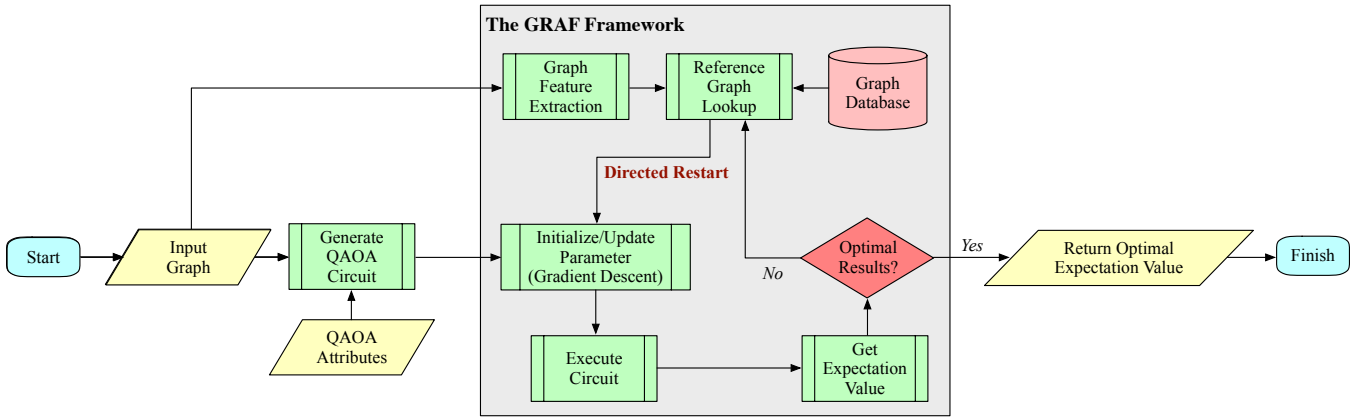 The GRAF Framework
Graph
Feature
Extraction
Reference
Graph
Lookup
Graph
Database
Directed Restart
Start
Input
Graph
Generate
QAOA
Circuit
Initialize/Update
Parameter
(Gradient Descent)
Optimal
Results?
No
Yes
Return Optimal
Expectation Value
Finish
QAOA
Attributes
Execute
Circuit
Get
Expectation
Value